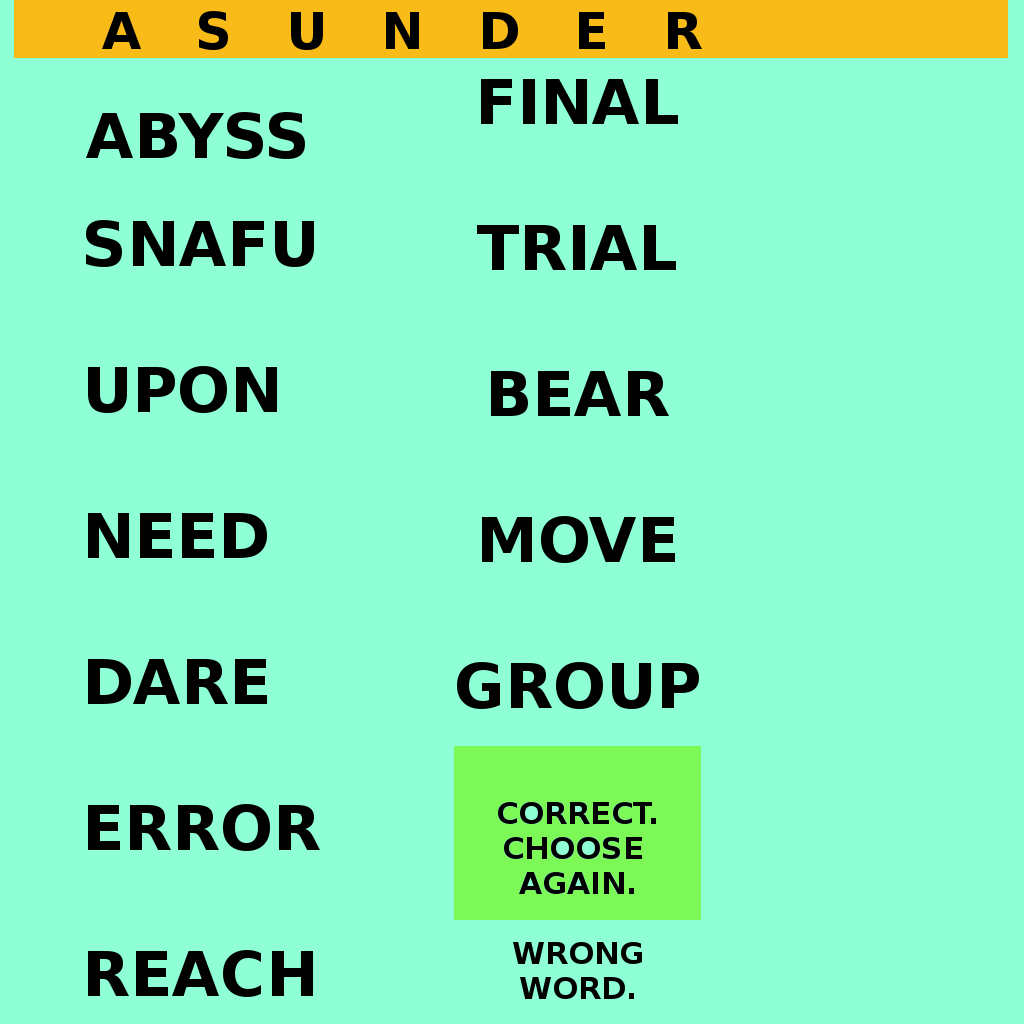 A S U N D E R
ABYSS
SNAFU
UPON
NEED
DARE
ERROR
REACH
FINAL
TRIAL
BEAR
MOVE
GROUP
CORRECT.
CHOOSE
AGAIN.
WRONG
WORD.